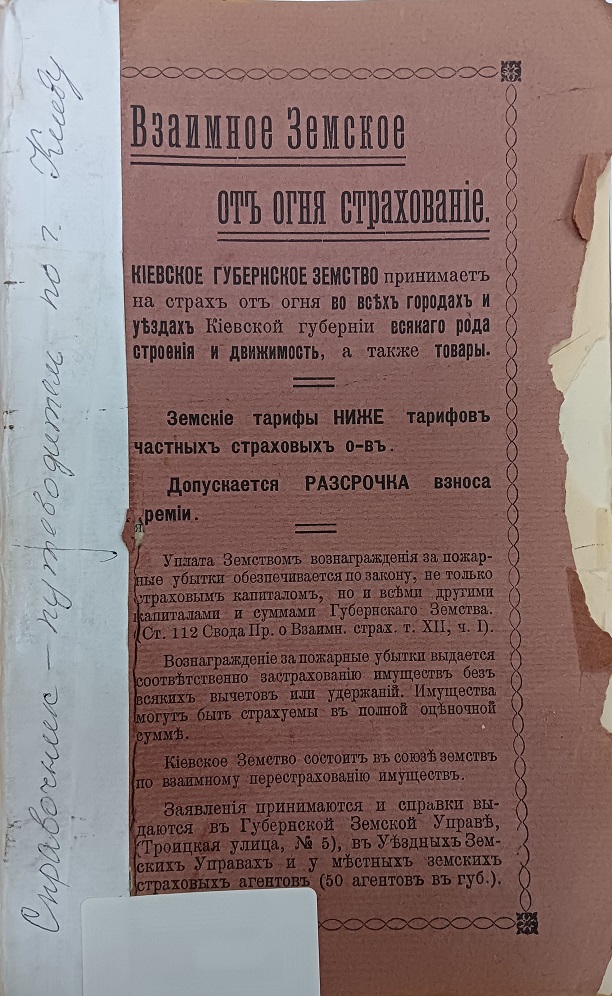 Справочник – путеводитель по г. Киеву
Взаимное Земское
отъ огня страхованіе.
КІЕВСКОЕ ГУБЕРНСКОЕ ЗЕМСТВО принимаетъ
на страхъ отъ огня во всѣхъ городахъ и
уѣздахъ Кіевской губерніи всякаго рода
строенія и движимость, а также товары.
Земскіе тарифы НИЖЕ тарифовъ
частныхъ страховыхъ о-въ.
Допускается РАЗСРОЧКА взноса
реміи.
Уплата Земствомъ вознагражденія за пожар-
ные убытки обезпечивается по закону, не только
страховымъ капиталомъ, но и всѣми другими
капиталами и суммами Губернскаго Земства.
(Ст. 112 Свода Пр. о Взаимн. страх. т. XII, ч. I).
Вознагражденіе за пожарные убытки выдается
соотвѣтственно застрахованію имуществъ безъ
всякихъ вычетовъ или удержаній. Имущества
могутъ быть страхуемы въ полной оцѣночной
суммѣ.
Кіевское Земство состоитъ въ союзѣ земствъ
по взаимному перестрахованію имуществъ.
Заявленія принимаются и справки вы-
даются въ Губернской Земской Управѣ,
(Троицкая улица, № 5), въ Уѣздныхъ Зем-
скихъ Управахъ и у мѣстныхъ земскихъ
страховыхъ агентовъ (50 агентовъ въ губ.).